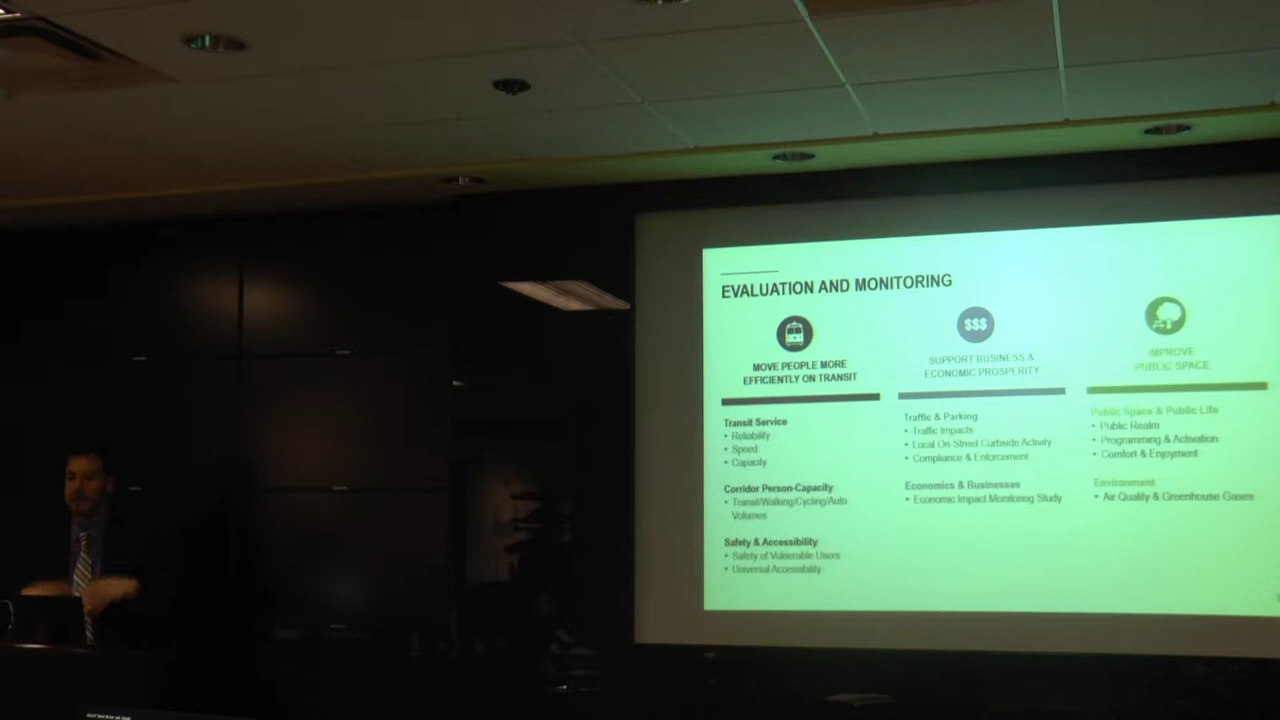 EVALUATION AND MONITORING
MOVE PEOPLE MORE
EFFICIENTLY ON TRANSIT
Transit Service
• Reliability
• Speed
• Capacity
Corridor Person-Capacity
• Transit/Walking/Cycling/Auto
Volumes
Safety & Accessibility
• Safety of Vulnerable Users
• Universal Accessibility
$$$
SUPPORT BUSINESS &
ECONOMIC PROSPERITY
Traffic & Parking
• Traffic Impacts
• Local On-Street Curbside Activity
• Compliance & Enforcement
Economics & Businesses
• Economic Impact Monitoring Study
IMPROVE
PUBLIC SPACE
Public Space & Public Life
• Public Realm
• Programming & Activation
• Comfort & Enjoyment
Environment
• Air Quality & Greenhouse Gases